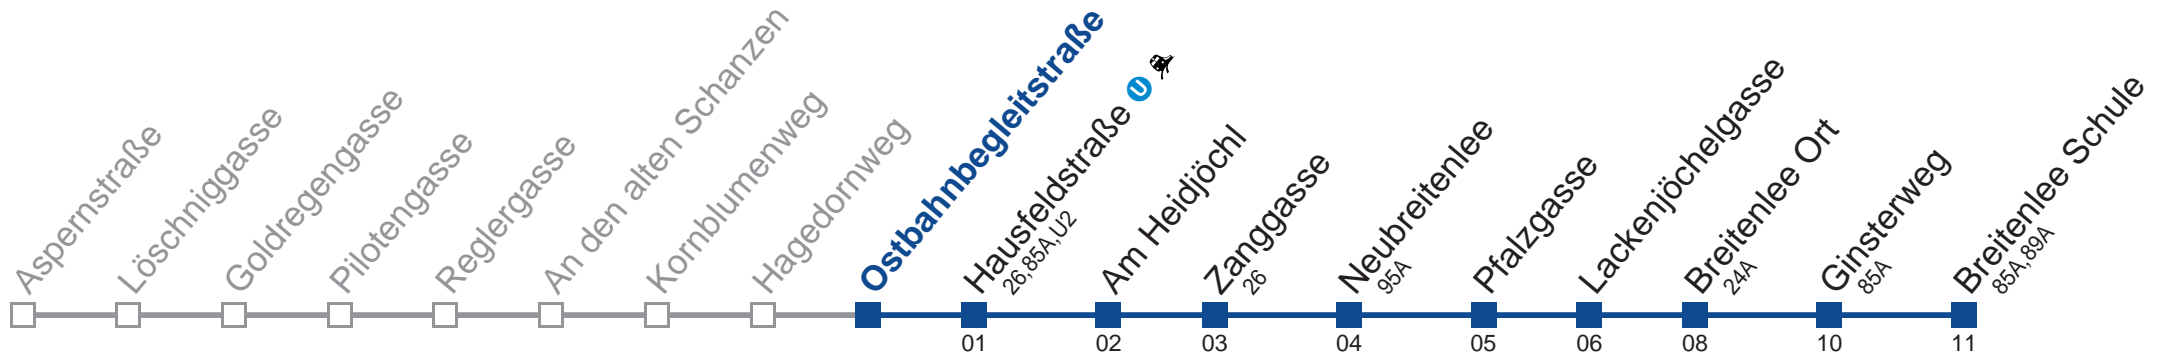 Aspernstraße
Löschniggasse
Goldregengasse
Pilotengasse
Reglergasse
An den alten Schanzen
Kornblumenweg
Hagedornweg
Ostbahnbegleitstraße
Hausfeldstraße U
26,85A,U2
Am Heidjöchl
Zanggasse
26
Neubreitenlee
95A
Pfalzgasse
Lackenjöchelgasse
Breitenlee Ort
24A
Ginsterweg
85A
Breitenlee Schule
85A,89A
01
02
03
04
05
06
08
10
11